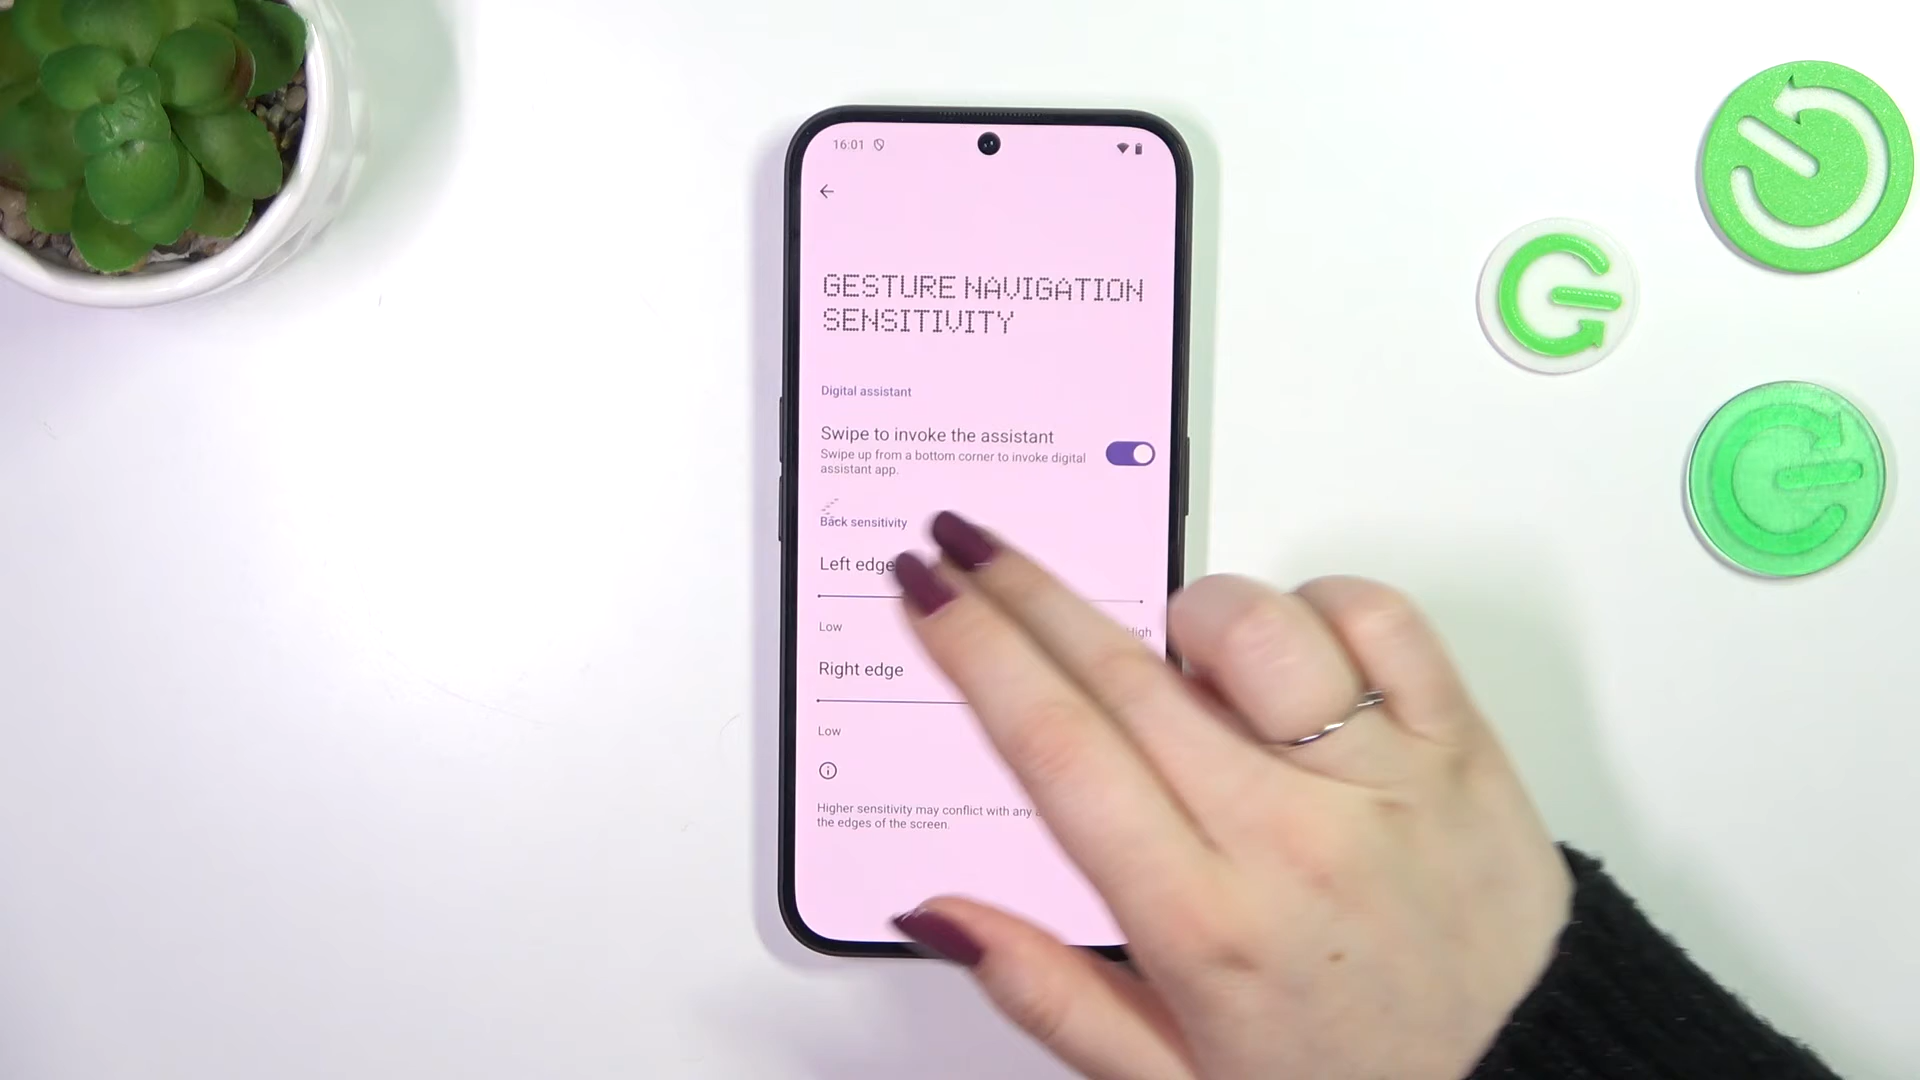 16:01
GESTURE NAVIGATION
SENSITIVITY
Digital assistant
Swipe to invoke the assistant
Swipe up from a bottom corner to invoke digital
assistant app.
Back sensitivity
Left edge
Low High
Right edge
Low
Higher sensitivity may conflict with any
the edges of the screen.